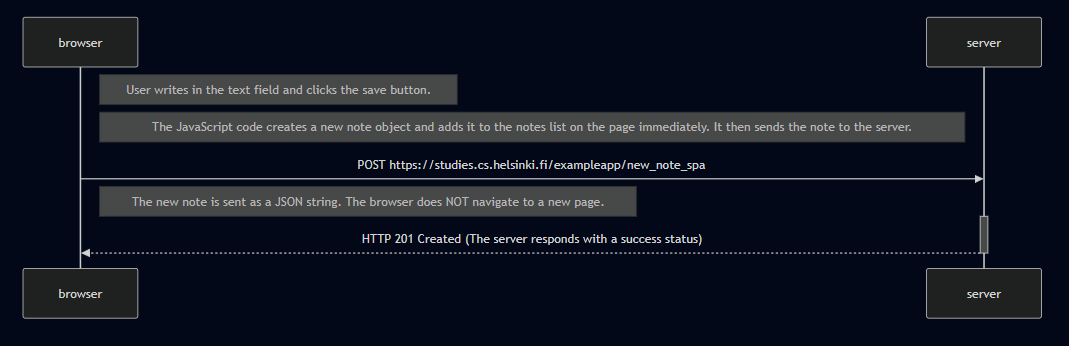 browser
server
User writes in the text field and clicks the save button.
The JavaScript code creates a new note object and adds it to the notes list on the page immediately. It then sends the note to the server.
POST https://studies.cs.helsinki.fi/exampleapp/new_note_spa
The new note is sent as a JSON string. The browser does NOT navigate to a new page.
HTTP 201 Created (The server responds with a success status)
browser
server